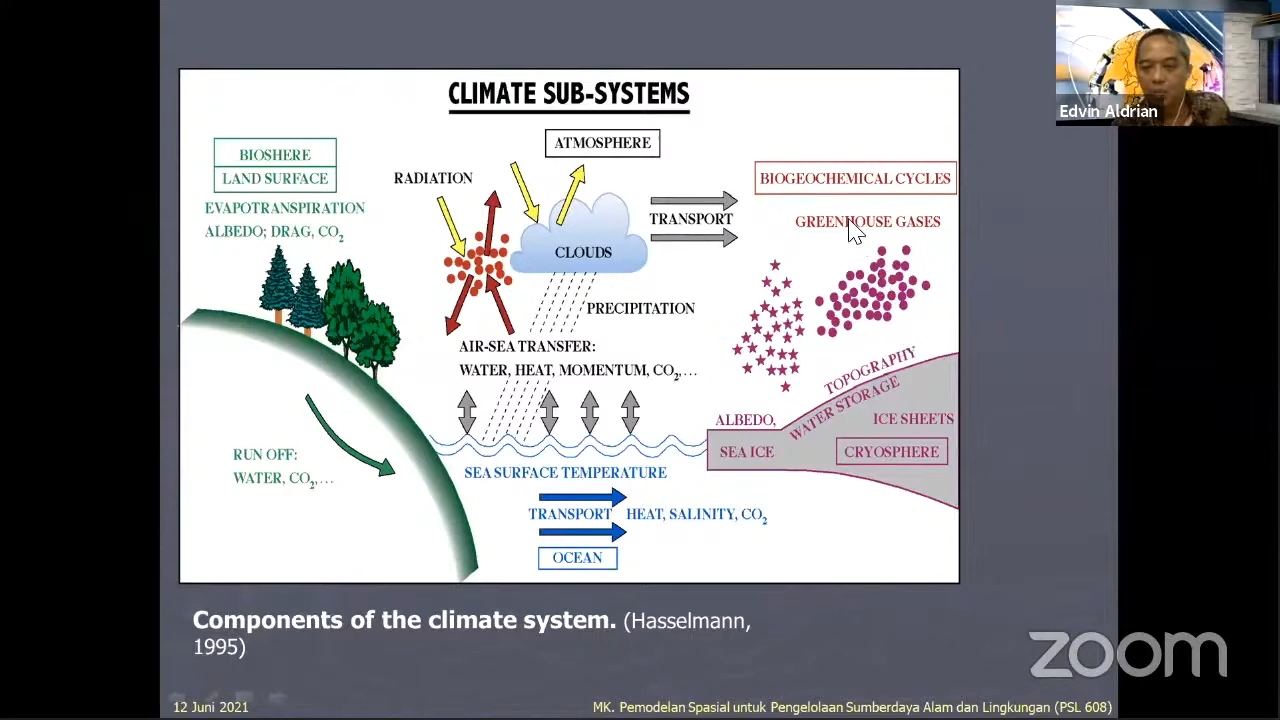 Edvin Aldrian
CLIMATE SUB-SYSTEMS
ATMOSPHERE
BIOSHERE
LAND SURFACE
EVAPOTRANSPIRATION
ALBEDO; DRAG, CO2
RADIATION
CLOUDS
TRANSPORT
BIOGEOCHEMICAL CYCLES
GREENHOUSE GASES
PRECIPITATION
AIR-SEA TRANSFER:
WATER, HEAT, MOMENTUM, CO2,...
TOPOGRAPHY
WATER STORAGE
ALBEDO,
SEA ICE
ICE SHEETS
CRYOSPHERE
RUN OFF:
WATER, CO2,...
SEA SURFACE TEMPERATURE
TRANSPORT HEAT, SALINITY, CO2
OCEAN
Components of the climate system. (Hasselmann,
1995)
zoom
12 Juni 2021
MK. Pemodelan Spasial untuk Pengelolaan Sumberdaya Alam dan Lingkungan (PSL 608)